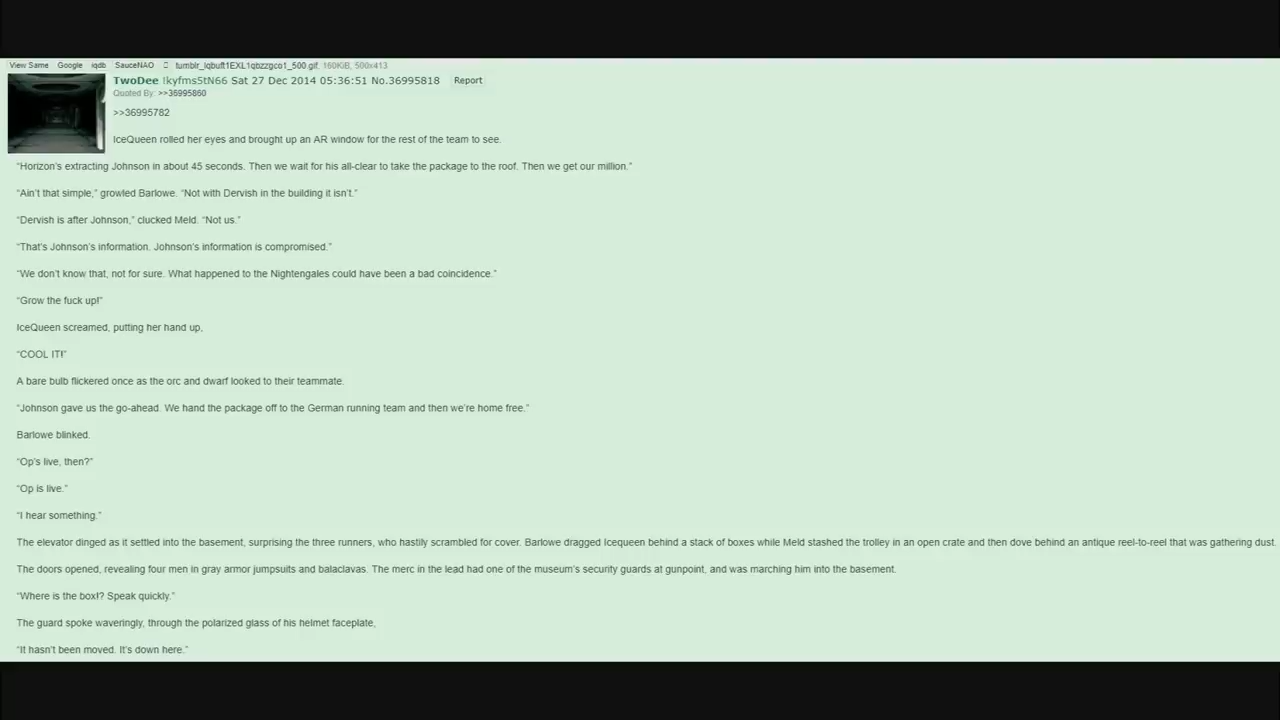 View Same Google iqdb SauceNAO tumblr_lqbuft1EXL1qbzzgco1_500.gif, 160KiB, 500x413
TwoDee !kyfms5tN66 Sat 27 Dec 2014 05:36:51 No.36995818 Report
Quoted By: >>36995860
>>36995782
IceQueen rolled her eyes and brought up an AR window for the rest of the team to see.
“Horizon’s extracting Johnson in about 45 seconds. Then we wait for his all-clear to take the package to the roof. Then we get our million.”
“Ain’t that simple,” growled Barlowe. “Not with Dervish in the building it isn’t.”
“Dervish is after Johnson,” clucked Meld. “Not us.”
“That’s Johnson’s information. Johnson’s information is compromised.”
“We don’t know that, not for sure. What happened to the Nightengales could have been a bad coincidence.”
“Grow the fuck up!”
IceQueen screamed, putting her hand up,
“COOL IT!”
A bare bulb flickered once as the orc and dwarf looked to their teammate.
“Johnson gave us the go-ahead. We hand the package off to the German running team and then we’re home free.”
Barlowe blinked.
“Op’s live, then?”
“Op is live.”
“I hear something.”
The elevator dinged as it settled into the basement, surprising the three runners, who hastily scrambled for cover. Barlowe dragged Icequeen behind a stack of boxes while Meld stashed the trolley in an open crate and then dove behind an antique reel-to-reel that was gathering dust.
The doors opened, revealing four men in gray armor jumpsuits and balaclavas. The merc in the lead had one of the museum’s security guards at gunpoint, and was marching him into the basement.
“Where is the box!? Speak quickly.”
The guard spoke waveringly, through the polarized glass of his helmet faceplate,
“It hasn’t been moved. It’s down here.”